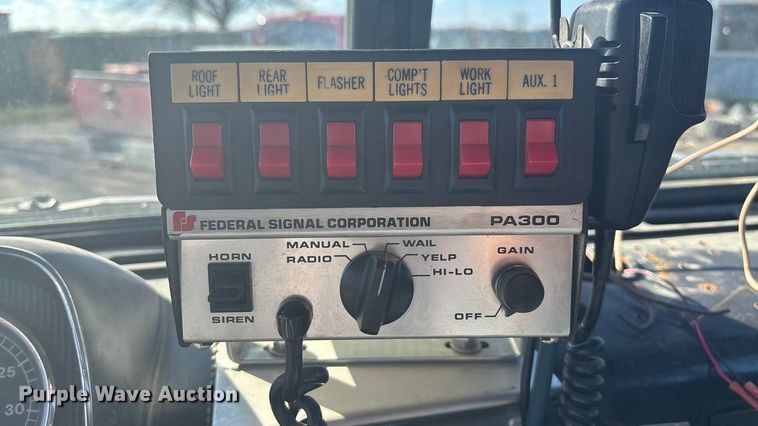 ROOF LIGHT
REAR LIGHT
FLASHER
COMP'T LIGHTS
WORK LIGHT
AUX. 1
FS FEDERAL SIGNAL CORPORATION PA300
MANUAL WAIL
RADIO YELP
HI-LO
HORN
SIREN
GAIN
OFF
25
30
Purple Wave Auction